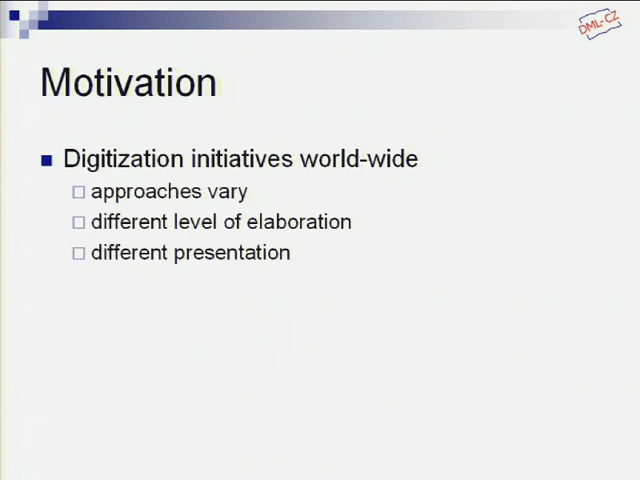 DML-CZ
Motivation
Digitization initiatives world-wide
approaches vary
different level of elaboration
different presentation